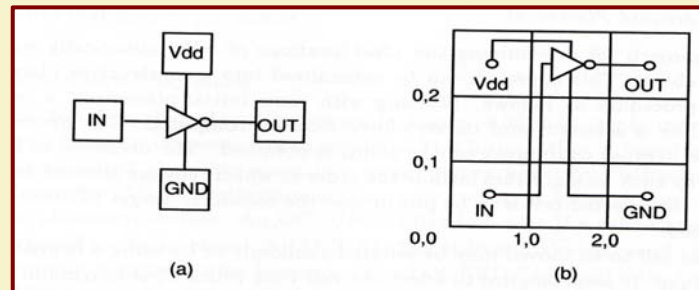 Vdd
IN
OUT
GND
(a)
Vdd
OUT
0,2
0,1
IN
GND
0,0
1,0
2,0
(b)